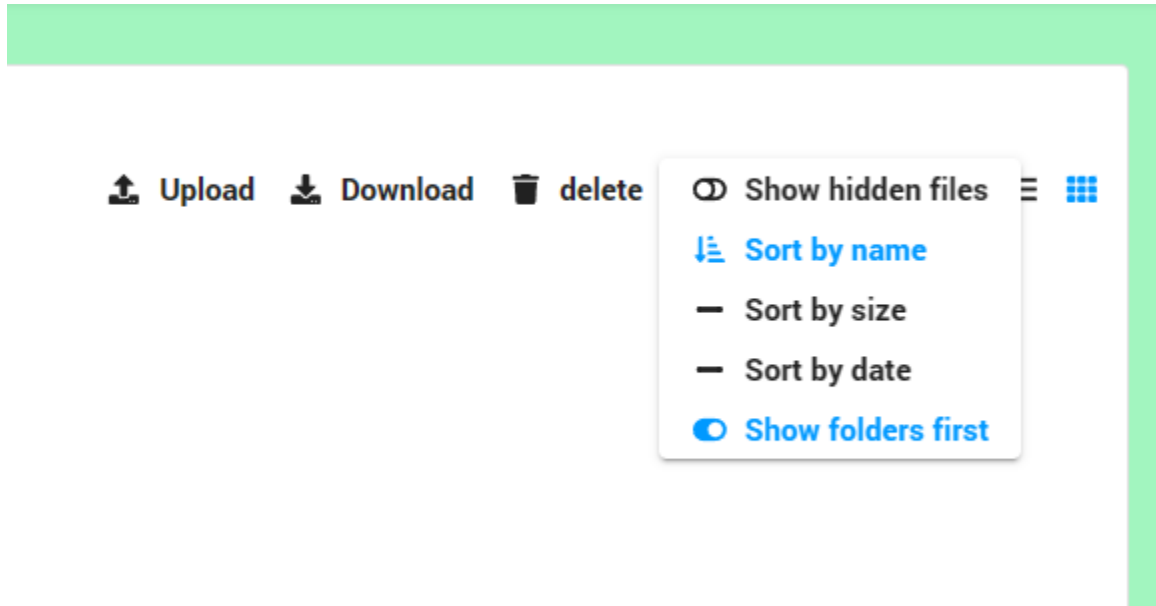 Upload Download delete Show hidden files
Sort by name
Sort by size
Sort by date
Show folders first